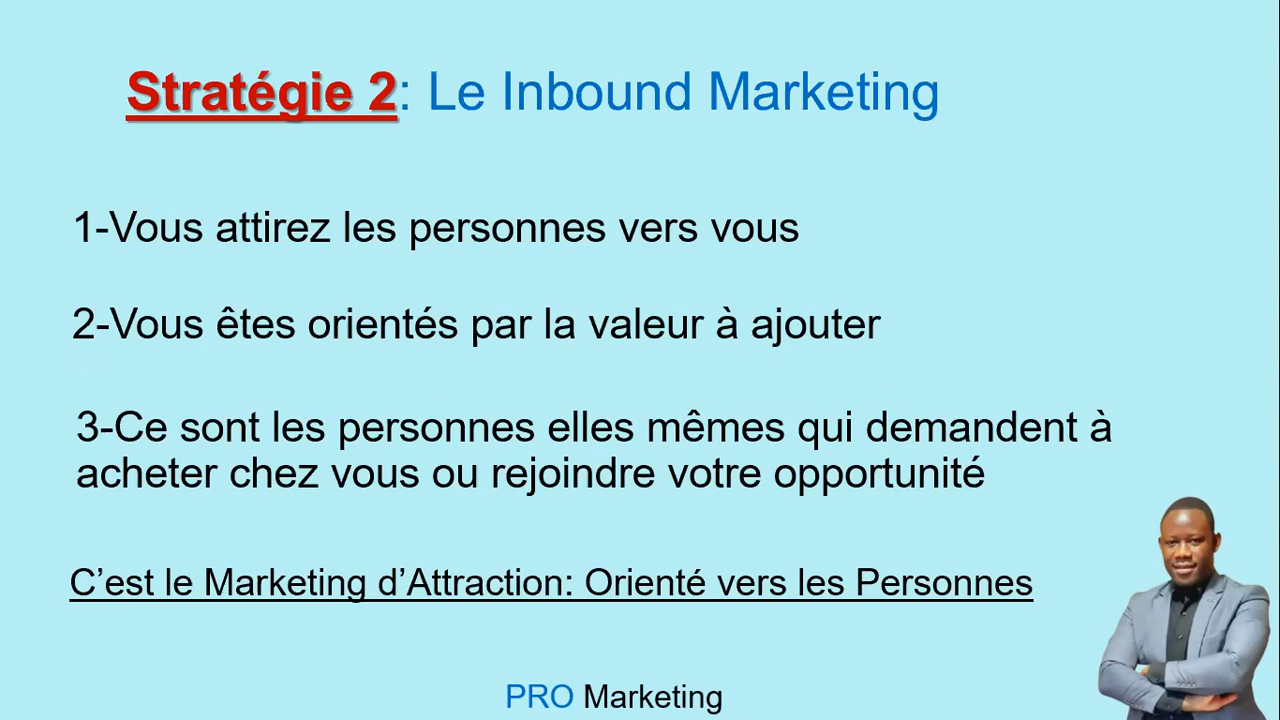 Stratégie 2: Le Inbound Marketing
1-Vous attirez les personnes vers vous
2-Vous êtes orientés par la valeur à ajouter
3-Ce sont les personnes elles mêmes qui demandent à
acheter chez vous ou rejoindre votre opportunité
C’est le Marketing d’Attraction: Orienté vers les Personnes
PRO Marketing